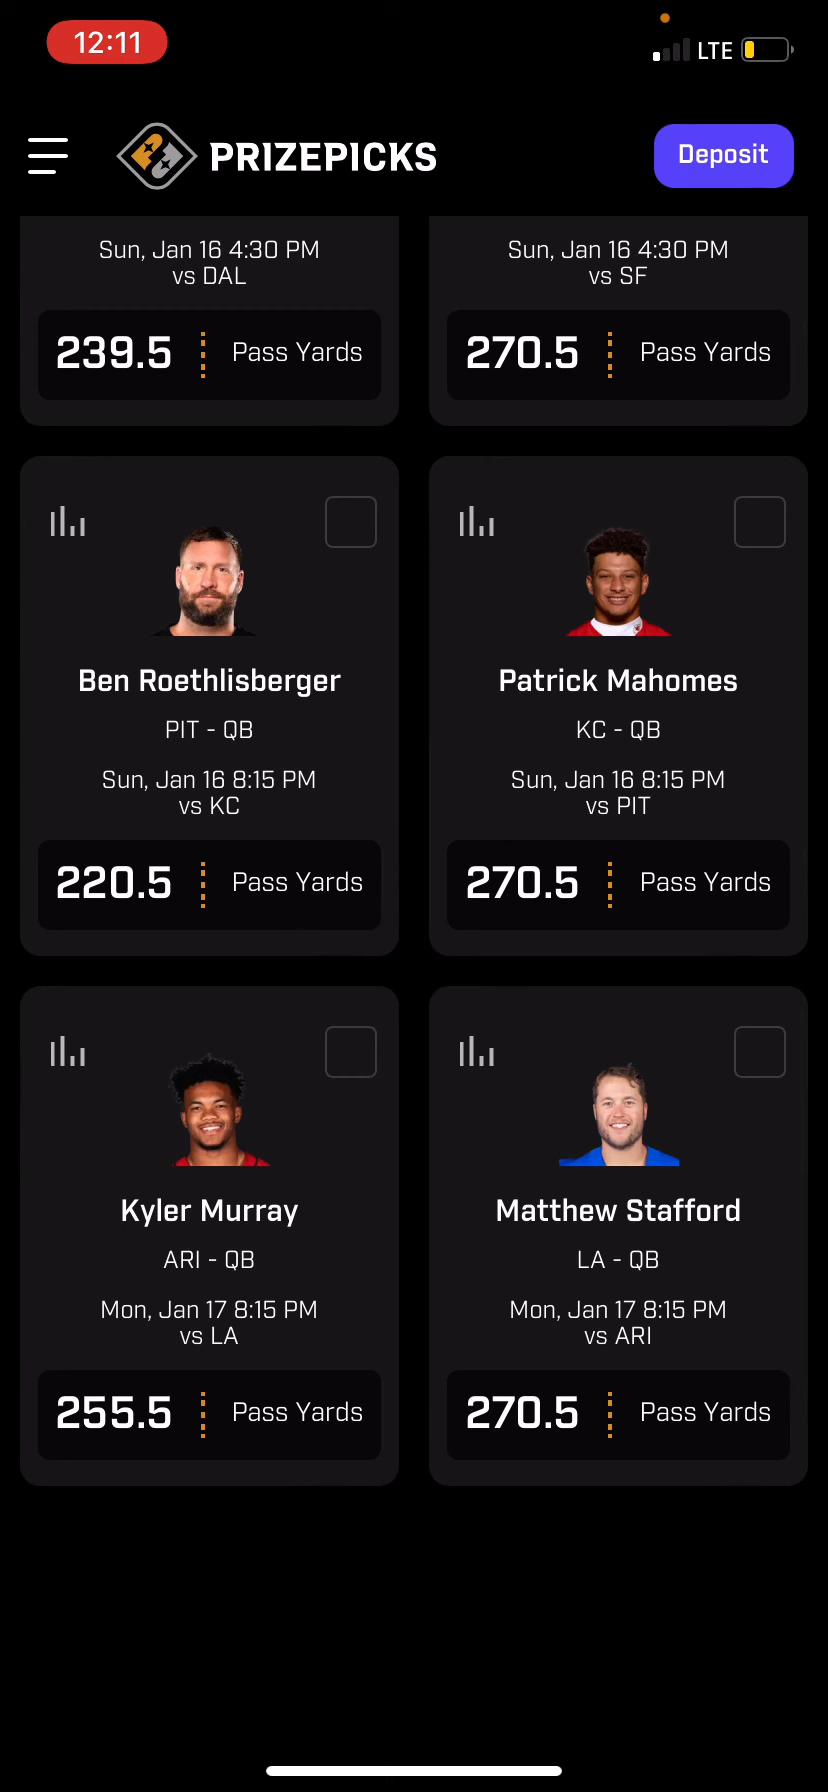 12:11
LTE
PRIZEPICKS
Deposit
Sun, Jan 16 4:30 PM
vs DAL
239.5 Pass Yards
Sun, Jan 16 4:30 PM
vs SF
270.5 Pass Yards
Ben Roethlisberger
PIT - QB
Sun, Jan 16 8:15 PM
vs KC
220.5 Pass Yards
Patrick Mahomes
KC - QB
Sun, Jan 16 8:15 PM
vs PIT
270.5 Pass Yards
Kyler Murray
ARI - QB
Mon, Jan 17 8:15 PM
vs LA
255.5 Pass Yards
Matthew Stafford
LA - QB
Mon, Jan 17 8:15 PM
vs ARI
270.5 Pass Yards